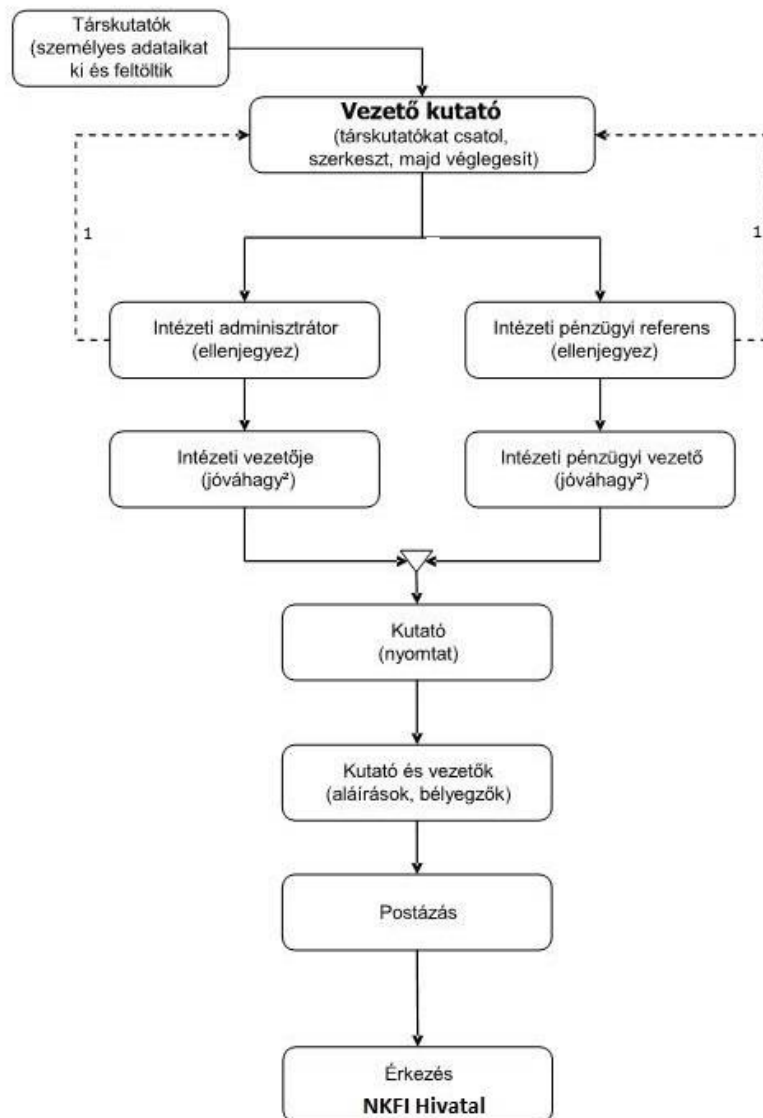 Társkutatók
(személyes adataikat
ki és feltöltik
Vezető kutató
(társkutatókat csatol,
szerkeszt, majd véglegesít)
1
1
Intézeti adminisztrátor
(ellenjegyez)
Intézeti pénzügyi referens
(ellenjegyez)
Intézeti vezetője
(jóváhagy²)
Intézeti pénzügyi vezető
(jóváhagy²)
Kutató
(nyomtat)
Kutató és vezetők
(aláírások, bélyegzők)
Postázás
Érkezés
NKFI Hivatal